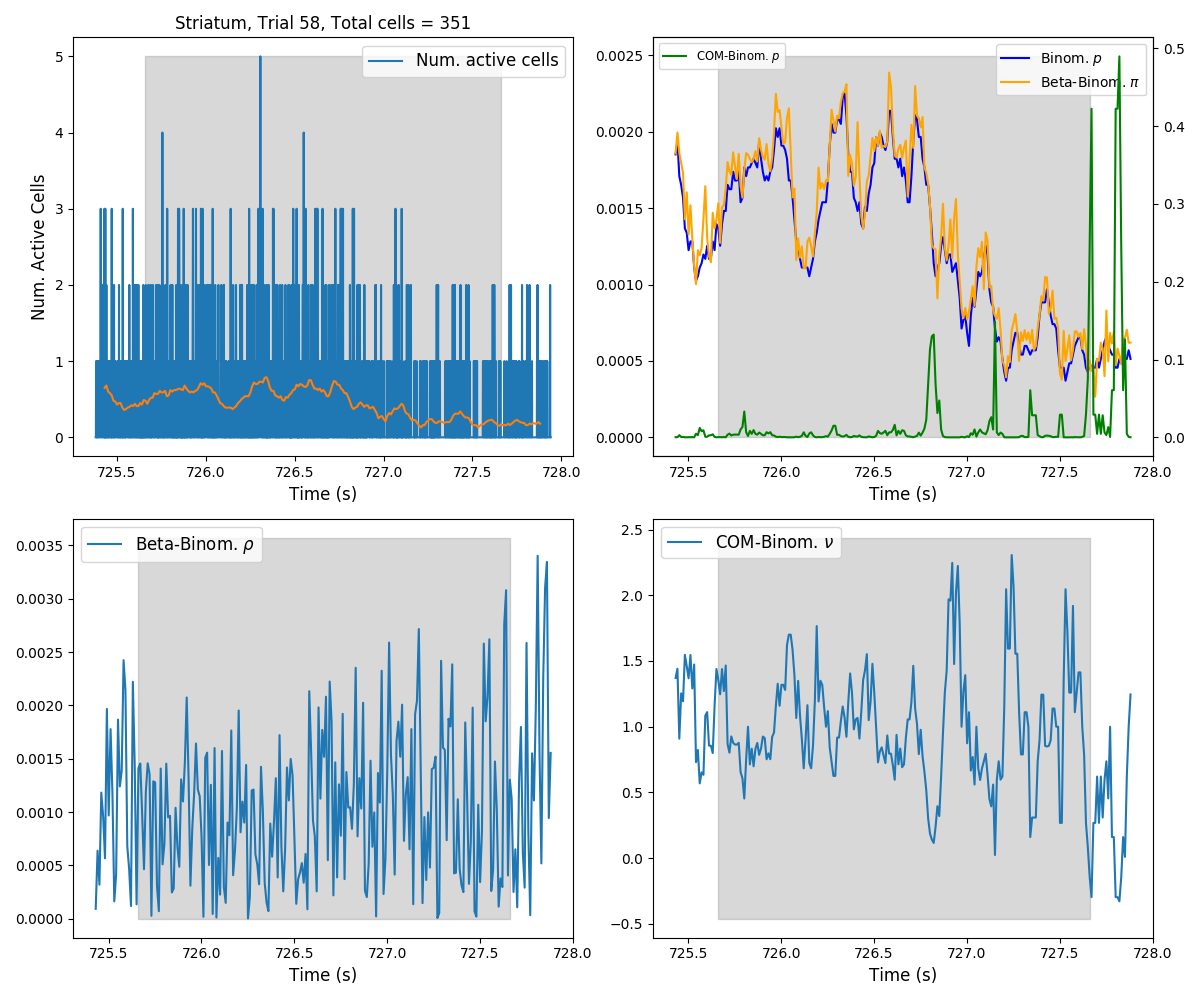 Striatum, Trial 58, Total cells = 351
Num. active cells
Num. Active Cells
5
4
3
2
1
0
725.5 726.0 726.5 727.0 727.5 728.0
Time (s)
COM-Binom. p
Binom. p
Beta-Binom. π
0.0025
0.0020
0.0015
0.0010
0.0005
0.0000
0.5
0.4
0.3
0.2
0.1
0.0
725.5 726.0 726.5 727.0 727.5 728.0
Time (s)
Beta-Binom. ρ
0.0035
0.0030
0.0025
0.0020
0.0015
0.0010
0.0005
0.0000
725.5 726.0 726.5 727.0 727.5 728.0
Time (s)
COM-Binom. ν
2.5
2.0
1.5
1.0
0.5
0.0
−0.5
725.5 726.0 726.5 727.0 727.5 728.0
Time (s)